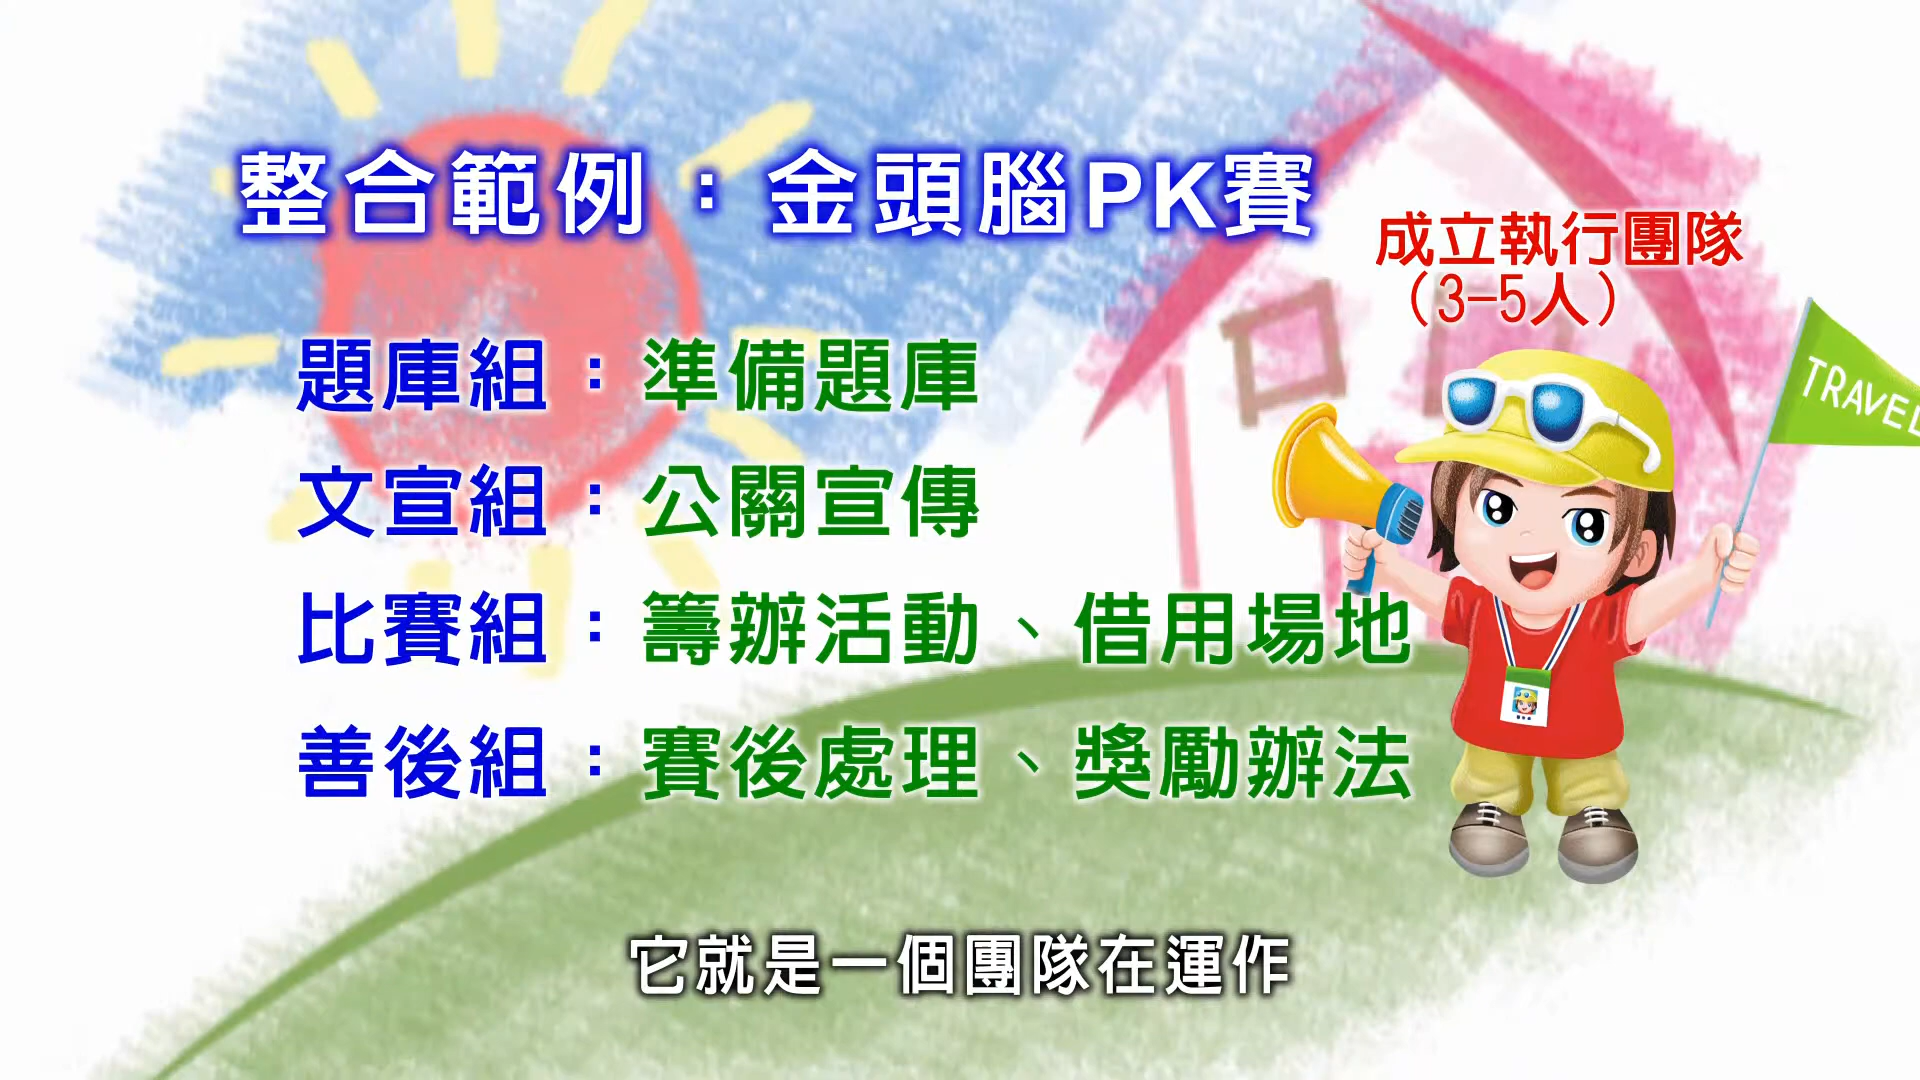 整合範例：金頭腦PK賽
成立執行團隊
（3–5人）
題庫組：準備題庫
文宣組：公關宣傳
比賽組：籌辦活動、借用場地
善後組：賽後處理、獎勵辦法
TRAVEL
它就是一個團隊在運作